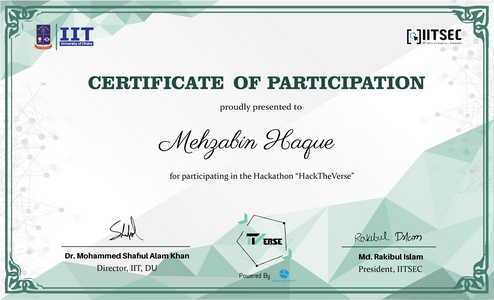 IIT
University of Dhaka
IITSEC
CERTIFICATE OF PARTICIPATION
proudly presented to
Mehzabin Haque
for participating in the Hackathon “HackTheVerse”
Dr. Mohammed Shafiul Alam Khan
Director, IIT, DU
ITVERSE
Powered By
Rakibul Islam
Md. Rakibul Islam
President, IITSEC